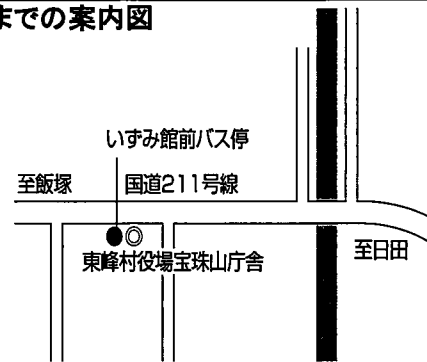 までの案内図
いずみ館前バス停
至飯塚
国道211号線
東峰村役場宝珠山庁舎
至日田